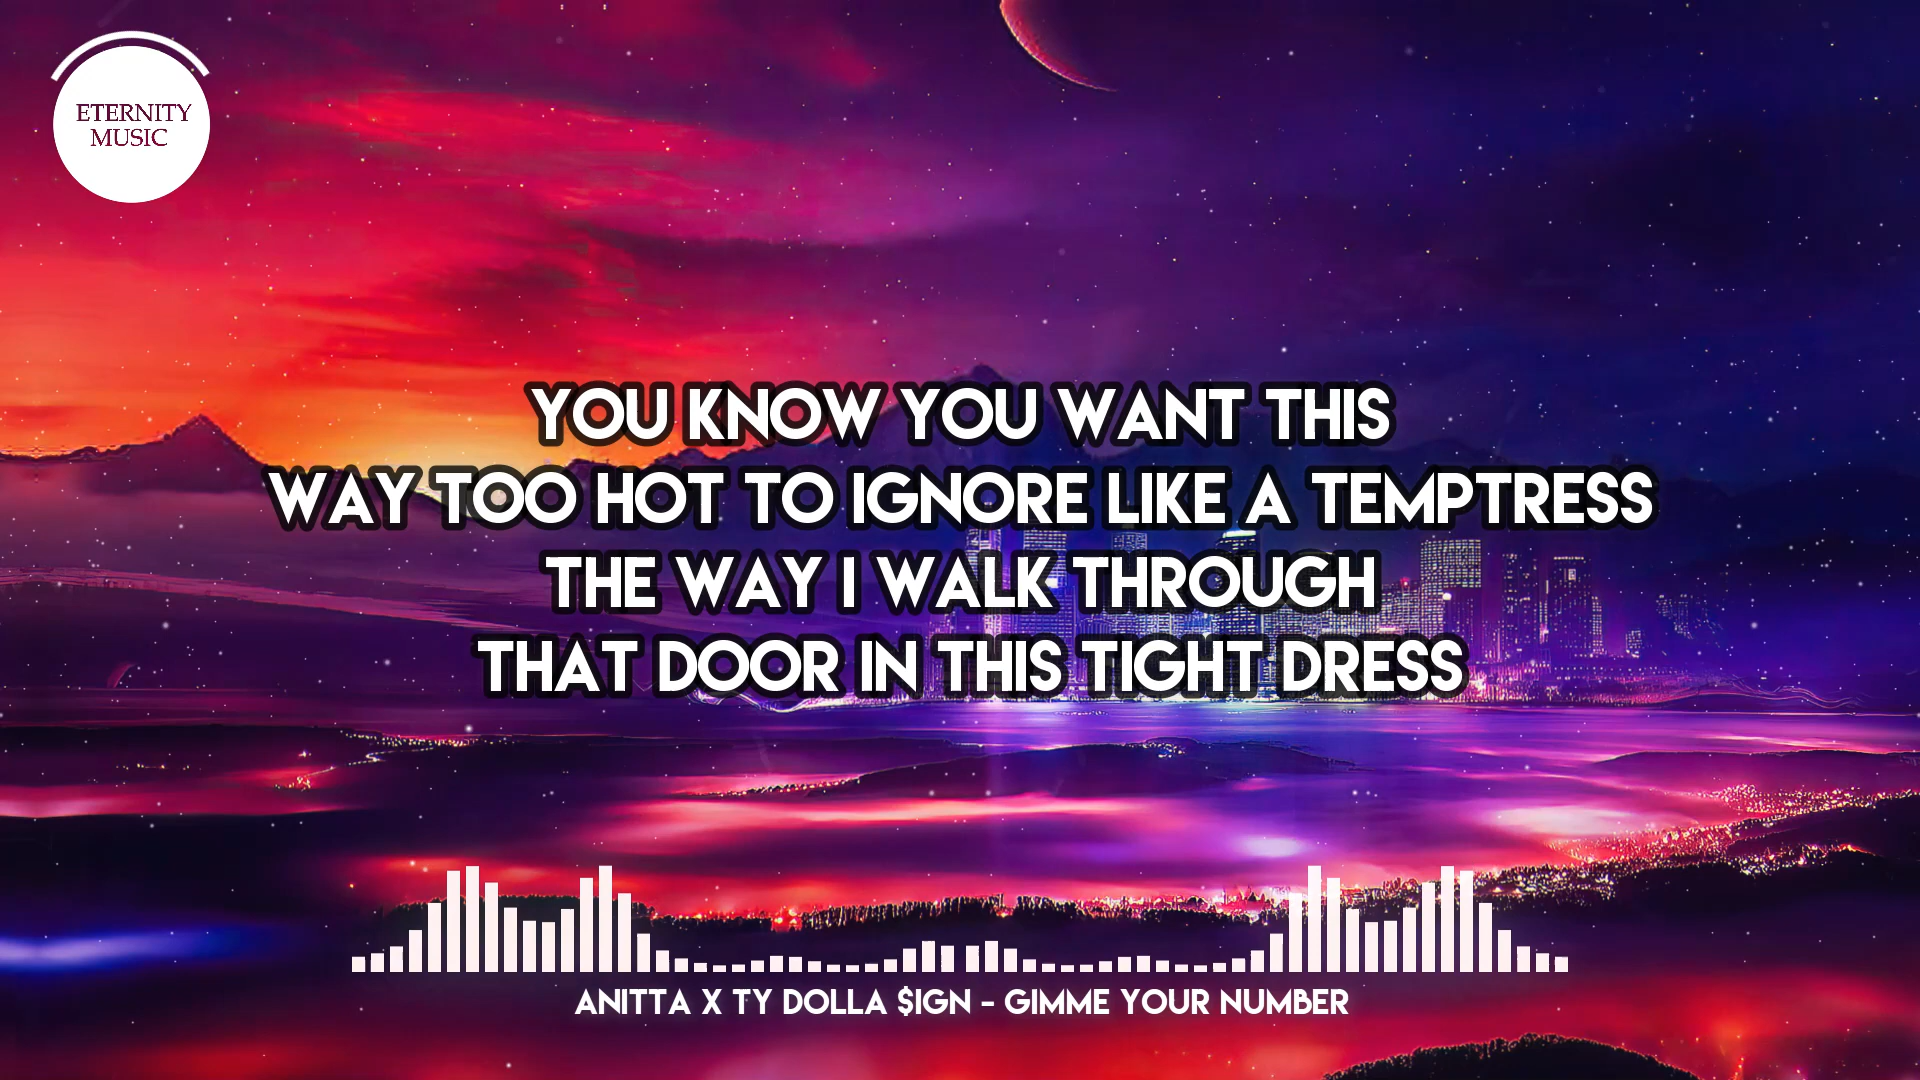 ETERNITY
MUSIC
YOU KNOW YOU WANT THIS
WAY TOO HOT TO IGNORE LIKE A TEMPTRESS
THE WAY I WALK THROUGH
THAT DOOR IN THIS TIGHT DRESS
ANITTA X TY DOLLA $IGN - GIMME YOUR NUMBER